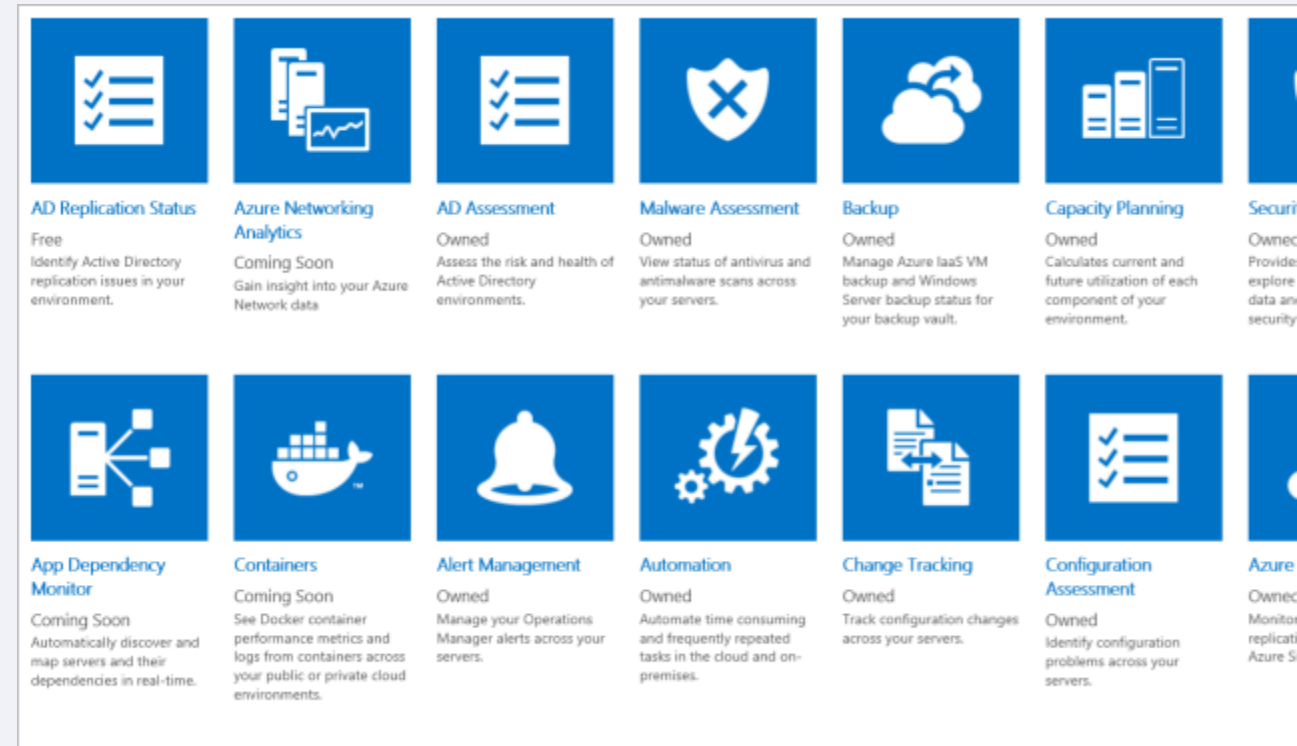 AD Replication Status
Free
Identify Active Directory
replication issues in your
environment.
Azure Networking
Analytics
Coming Soon
Gain insight into your Azure
Network data
AD Assessment
Owned
Assess the risk and health of
Active Directory
environments.
Malware Assessment
Owned
View status of antivirus and
antimalware scans across
your servers.
Backup
Owned
Manage Azure IaaS VM
backup and Windows
Server backup status for
your backup vault.
Capacity Planning
Owned
Calculates current and
future utilization of each
component of your
environment.
explore
security
App Dependency
Monitor
Coming Soon
Automatically discover and
map servers and their
dependencies in real-time.
TM
Containers
Coming Soon
See Docker container
performance metrics and
logs from containers across
your public or private cloud
environments.
Alert Management
Owned
Manage your Operations
Manager alerts across your
servers.
Automation
Owned
Automate time consuming
and frequently repeated
tasks in the cloud and on-
premises.
Change Tracking
Owned
Track configuration changes
across your servers.
Configuration
Assessment
Owned
Identify configuration
problems across your
servers.
Azure
Monitor
Azure